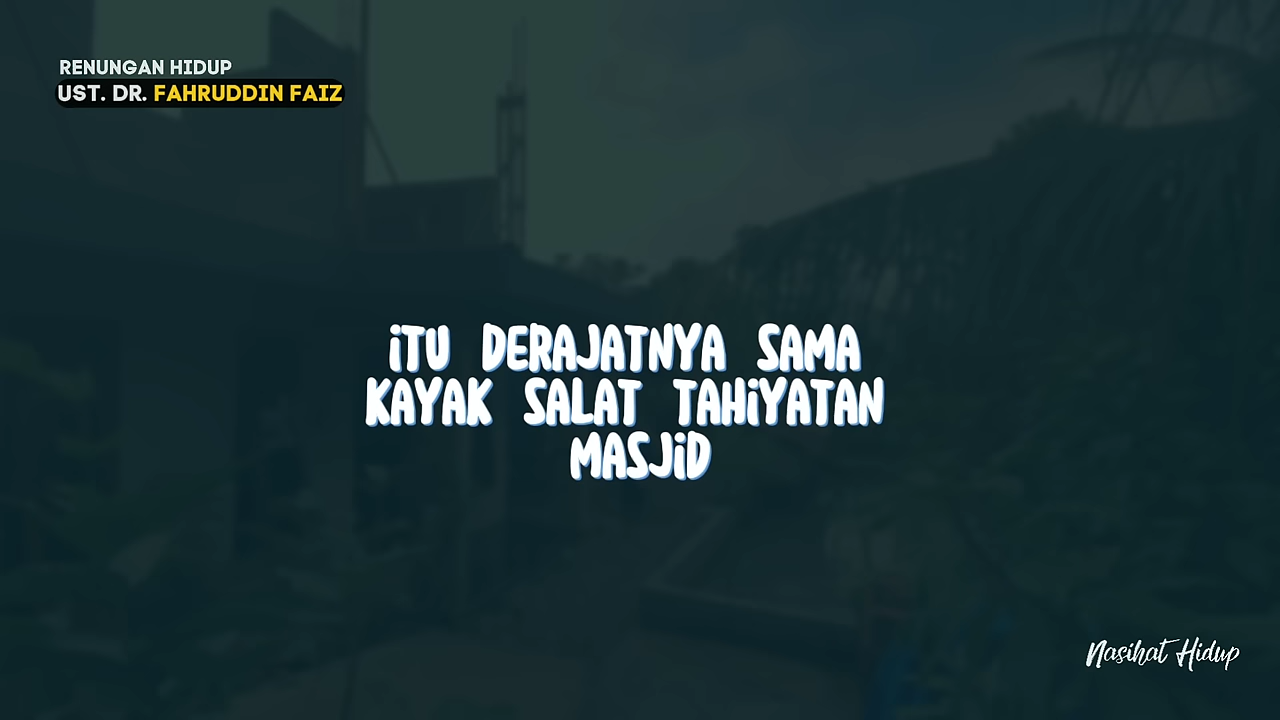 RENUNGAN HIDUP
UST. DR. FAHRUDDIN FAIZ
iTU DERAJATNYA SAMA
KAYAK SALAT TAHiYATAN
MASJiD
Nasihat Hidup